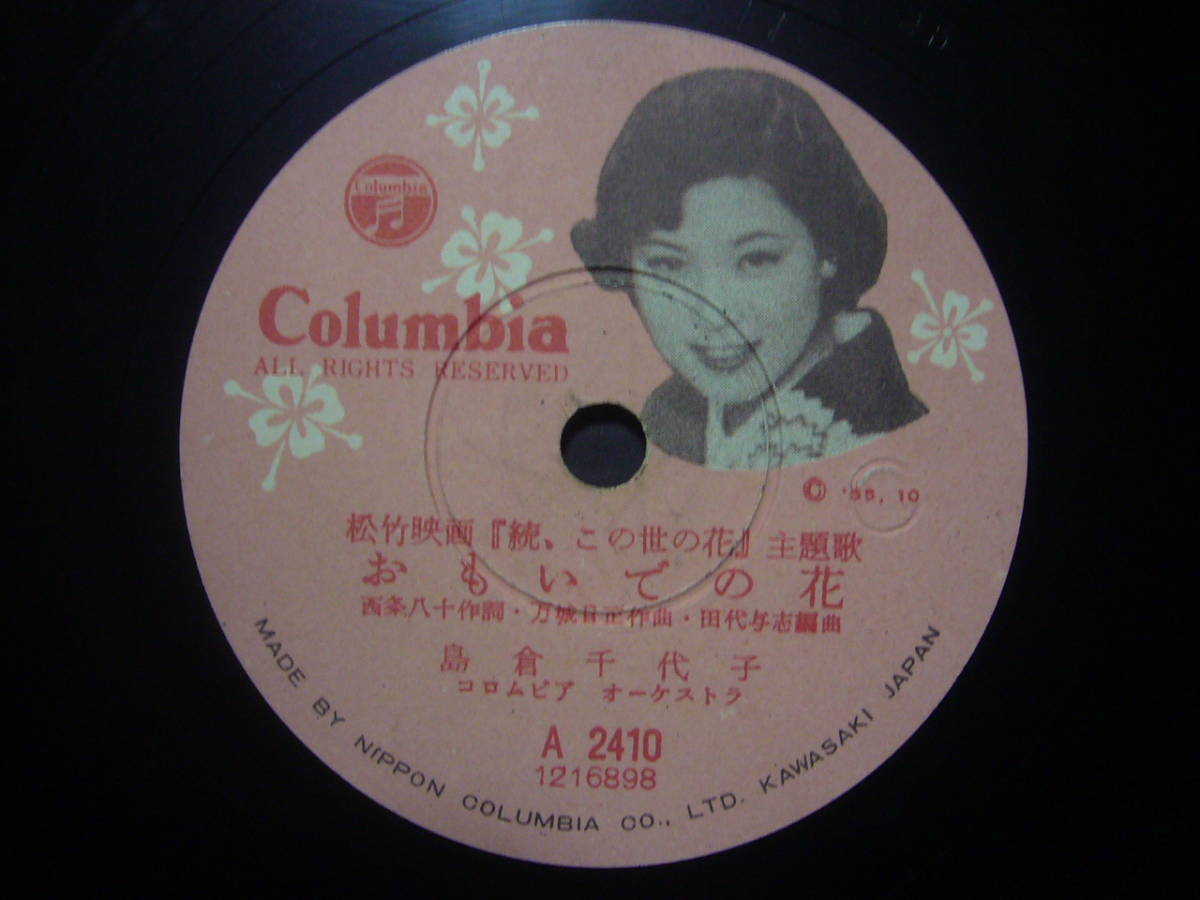 Columbia
Columbia
ALL RIGHTS RESERVED
© '55, 10
松竹映画『続、この世の花』主題歌
おもいでの花
西条八十作詞・万城目正作曲・田代与志編曲
島倉千代子
コロムビア オーケストラ
A 2410
1216898
MADE BY NIPPON COLUMBIA CO., LTD. KAWASAKI JAPAN